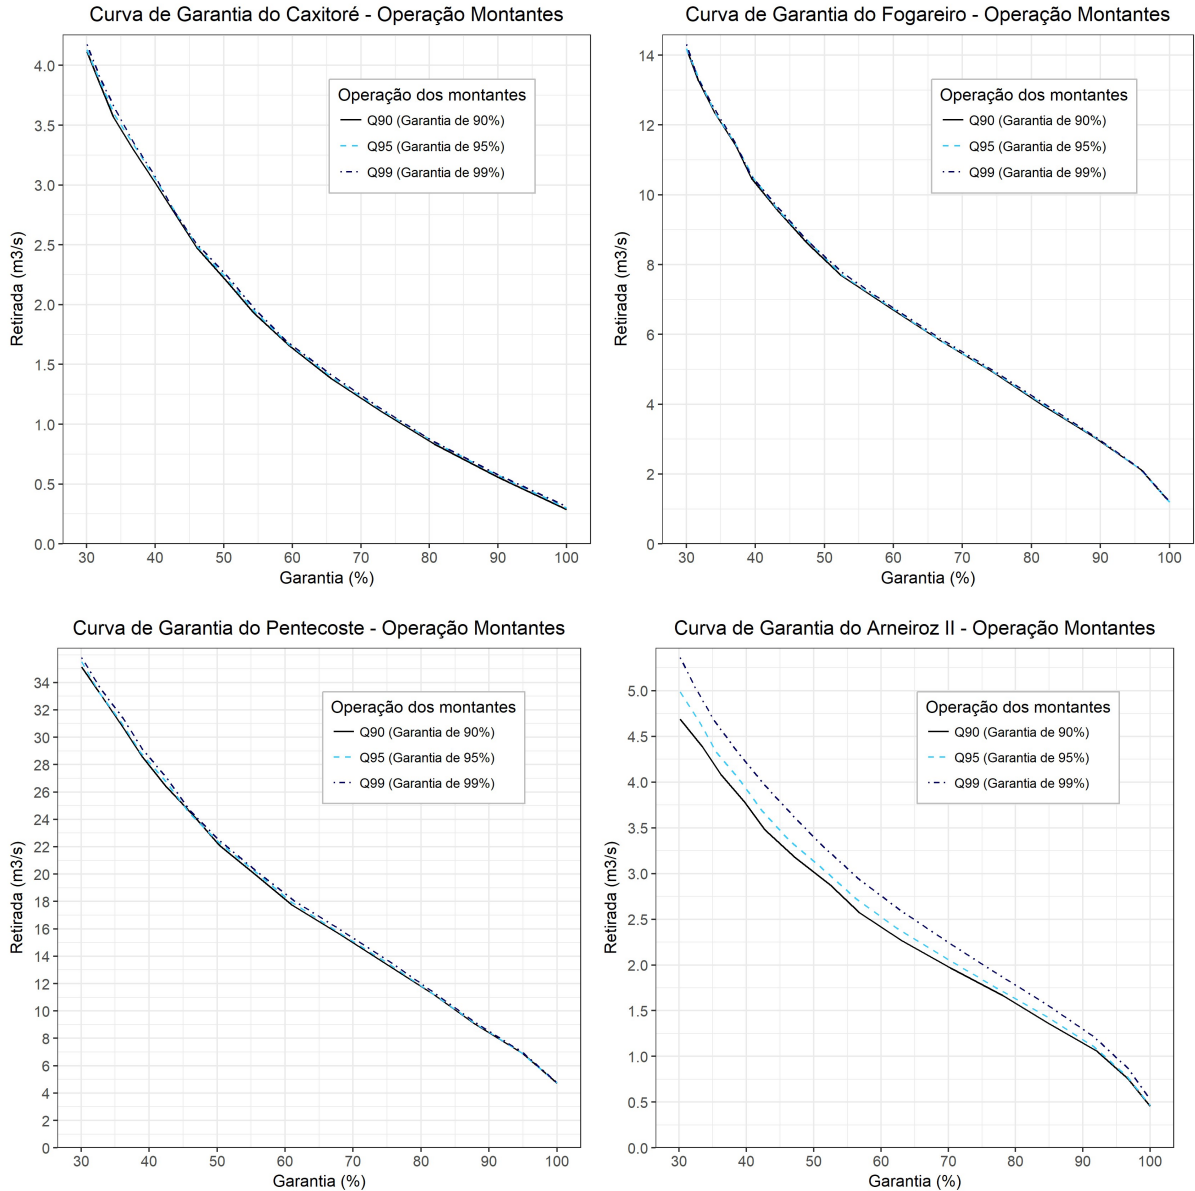 Curva de Garantia do Caxitoré - Operação Montantes
Retirada (m3/s)
4.0
3.5
3.0
2.5
2.0
1.5
1.0
0.5
0.0
Operação dos montantes
Q90 (Garantia de 90%)
Q95 (Garantia de 95%)
Q99 (Garantia de 99%)
30 40 50 60 70 80 90 100
Garantia (%)
Curva de Garantia do Fogareiro - Operação Montantes
Retirada (m3/s)
14
12
10
8
6
4
2
0
Operação dos montantes
Q90 (Garantia de 90%)
Q95 (Garantia de 95%)
Q99 (Garantia de 99%)
30 40 50 60 70 80 90 100
Garantia (%)
Curva de Garantia do Pentecoste - Operação Montantes
Retirada (m3/s)
34
32
30
28
26
24
22
20
18
16
14
12
10
8
6
4
2
0
Operação dos montantes
Q90 (Garantia de 90%)
Q95 (Garantia de 95%)
Q99 (Garantia de 99%)
30 40 50 60 70 80 90 100
Garantia (%)
Curva de Garantia do Arneiroz II - Operação Montantes
Retirada (m3/s)
5.0
4.5
4.0
3.5
3.0
2.5
2.0
1.5
1.0
0.5
0.0
Operação dos montantes
Q90 (Garantia de 90%)
Q95 (Garantia de 95%)
Q99 (Garantia de 99%)
30 40 50 60 70 80 90 100
Garantia (%)